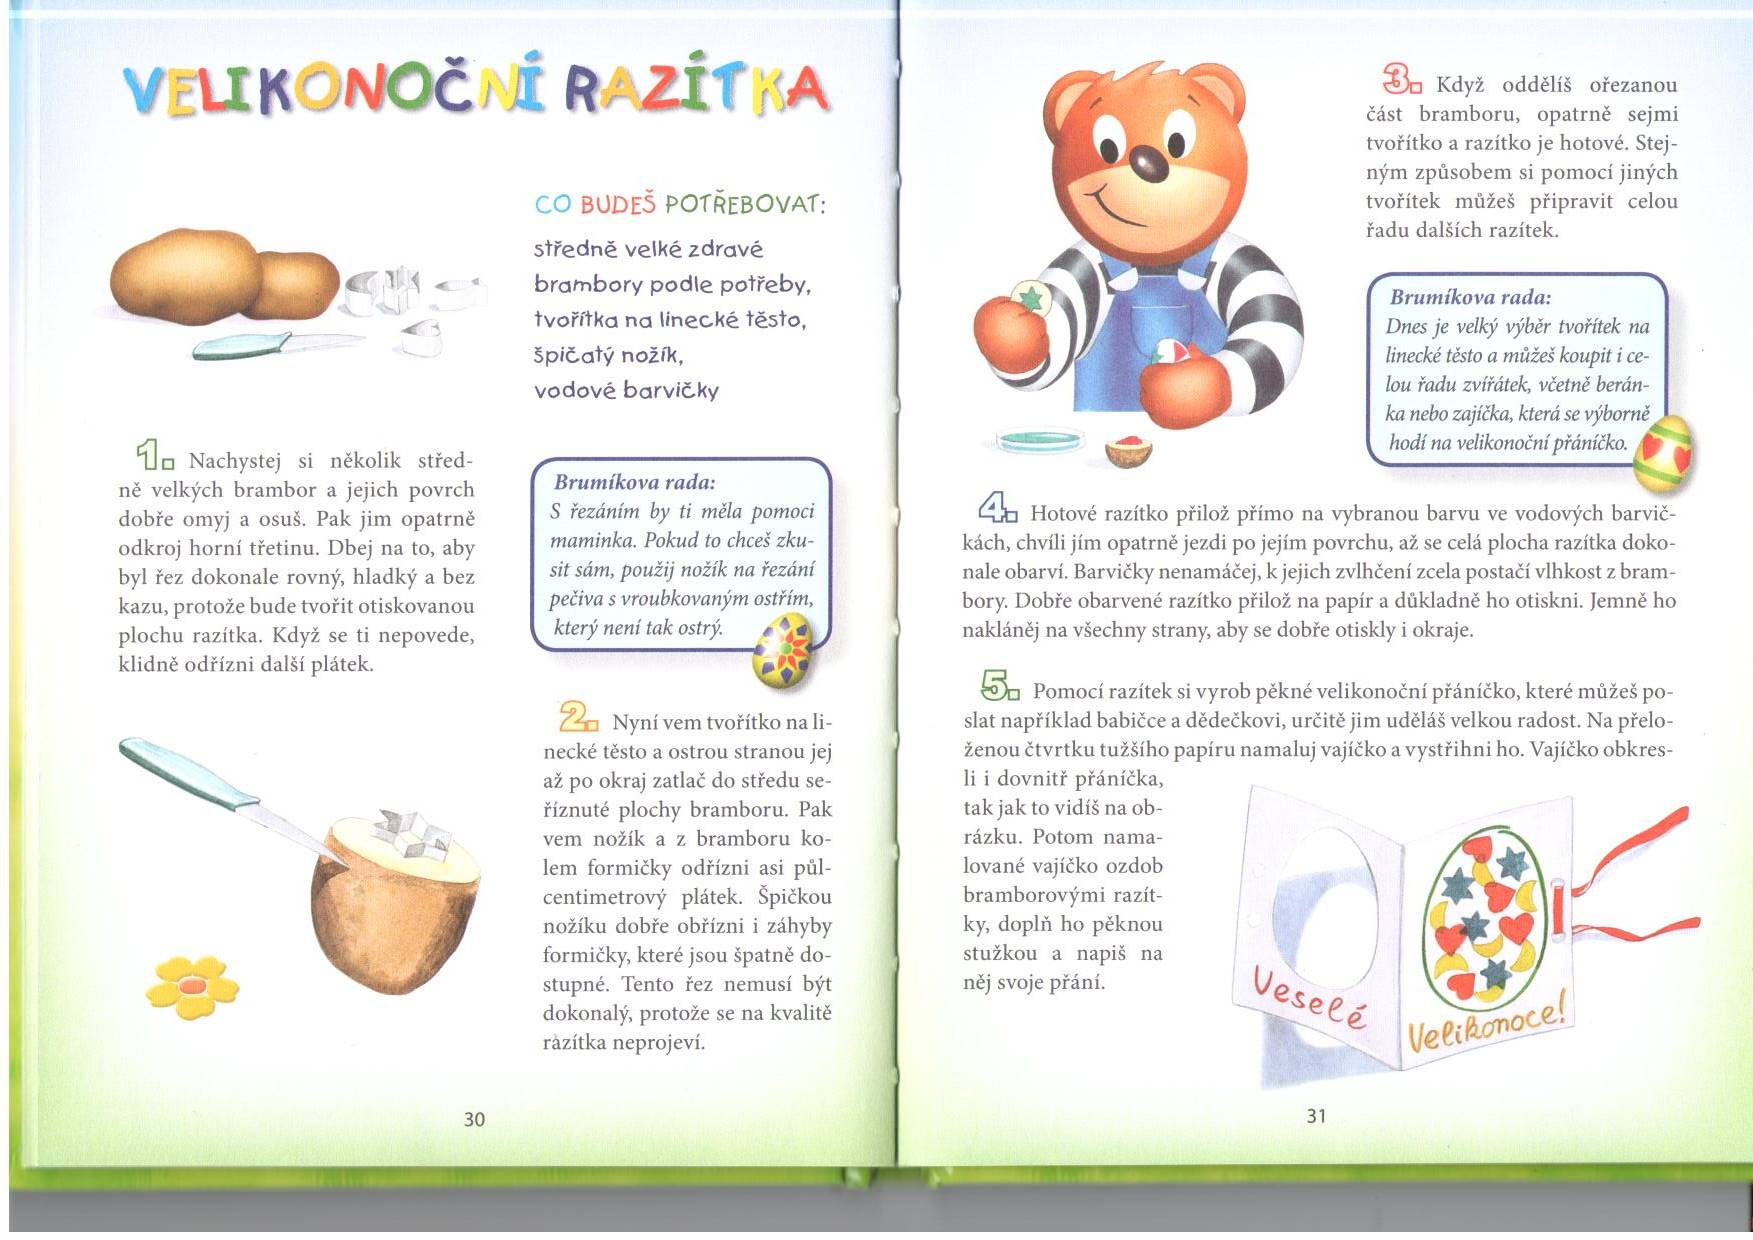 VELIKONOČNÍ RAZÍTKA
CO BUDEŠ POTŘEBOVAT:
středně velké zdravé
brambory podle potřeby,
tvořítka na linecké těsto,
špičatý nožík,
vodové barvičky
1. Nachystej si několik střed-
ně velkých brambor a jejich povrch
dobře omyj a osuš. Pak jim opatrně
odkroj horní třetinu. Dbej na to, aby
byl řez dokonale rovný, hladký a bez
kazu, protože bude tvořit otiskovanou
plochu razítka. Když se ti nepovede,
klidně odřízni další plátek.
Brumíkova rada:
S řezáním by ti měla pomoci
maminka. Pokud to chceš zku-
sit sám, použij nožík na řezání
pečiva s vroubkovaným ostřím,
který není tak ostrý.
2. Nyní vem tvořítko na li-
necké těsto a ostrou stranou jej
až po okraj zatlač do středu se-
říznuté plochy bramboru. Pak
vem nožík a z bramboru ko-
lem formičky odřízni asi půl-
centimetrový plátek. Špičkou
nožíku dobře obřízni i záhyby
formičky, které jsou špatně do-
stupné. Tento řez nemusí být
dokonalý, protože se na kvalitě
razítka neprojeví.
30
3. Když oddělíš ořezanou
část bramboru, opatrně sejmi
tvořítko a razítko je hotové. Stej-
ným způsobem si pomocí jiných
tvořítek můžeš připravit celou
řadu dalších razítek.
Brumíkova rada:
Dnes je velký výběr tvořítek na
linecké těsto a můžeš koupit i ce-
lou řadu zvířátek, včetně berán-
ka nebo zajíčka, která se výborně
hodí na velikonoční přáníčko.
4. Hotové razítko přilož přímo na vybranou barvu ve vodových barvič-
kách, chvíli jím opatrně jezdi po jejím povrchu, až se celá plocha razítka doko-
nale obarví. Barvičky nenamáčej, k jejich zvlhčení zcela postačí vlhkost z bram-
bory. Dobře obarvené razítko přilož na papír a důkladně ho otiskni. Jemně ho
nakláněj na všechny strany, aby se dobře otiskly i okraje.
5. Pomocí razítek si vyrob pěkné velikonoční přáníčko, které můžeš po-
slat například babičce a dědečkovi, určitě jim uděláš velkou radost. Na přelo-
ženou čtvrtku tužšího papíru namaluj vajíčko a vystřihni ho. Vajíčko obkres-
li i dovnitř přáníčka,
tak jak to vidíš na ob-
rázku. Potom nama-
lované vajíčko ozdob
bramborovými razít-
ky, doplň ho pěknou
stužkou a napiš na
něj svoje přání.
Veselé
Velikonoce!
31